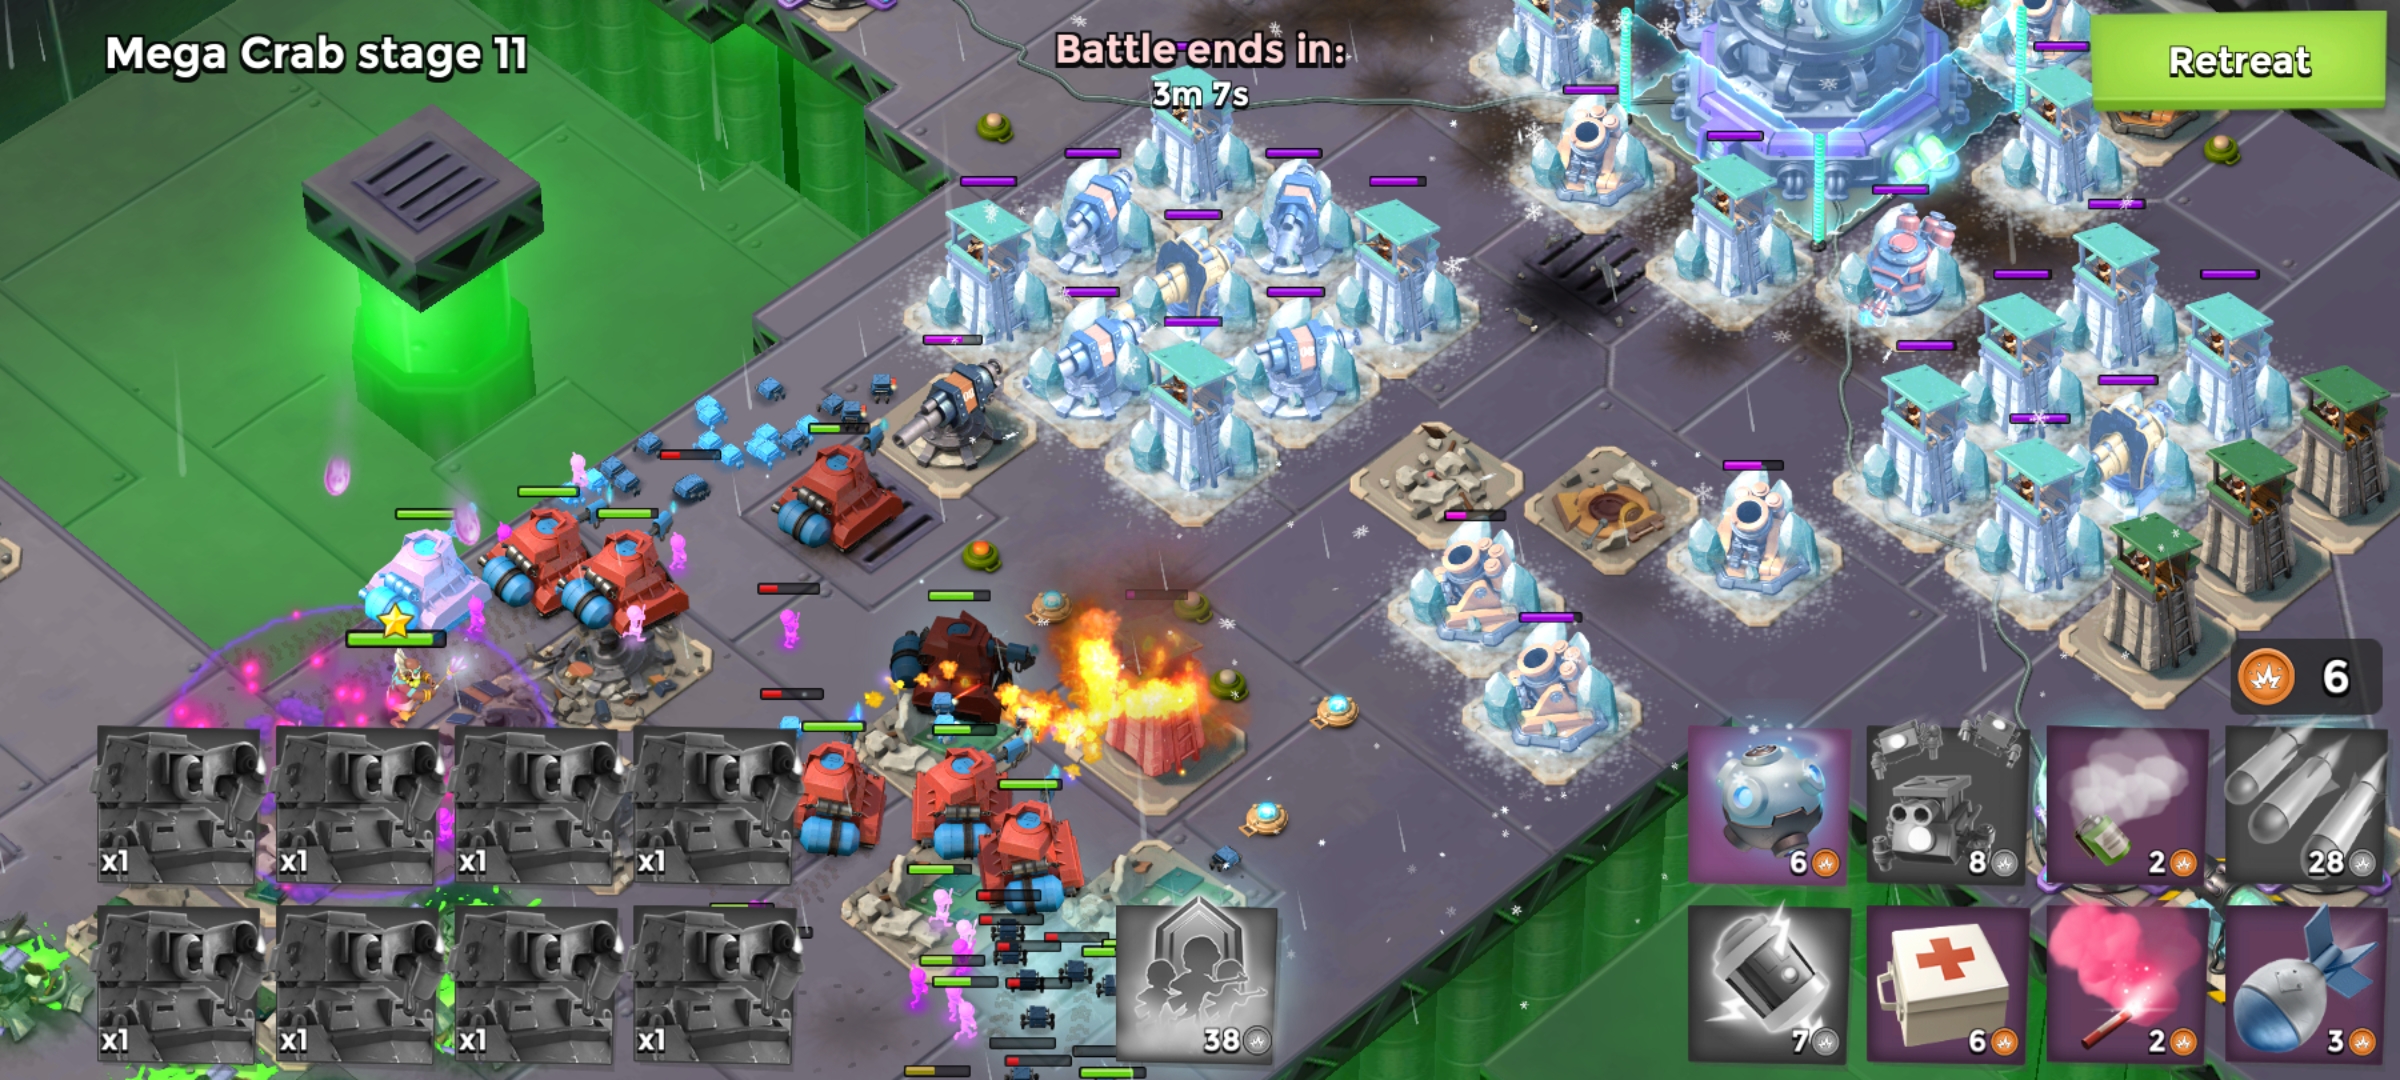 Mega Crab stage 11
Battle ends in:
3m 7s
Retreat
6
x1
x1
x1
x1
6
8
2
28
x1
x1
x1
x1
38
7
6
2
3